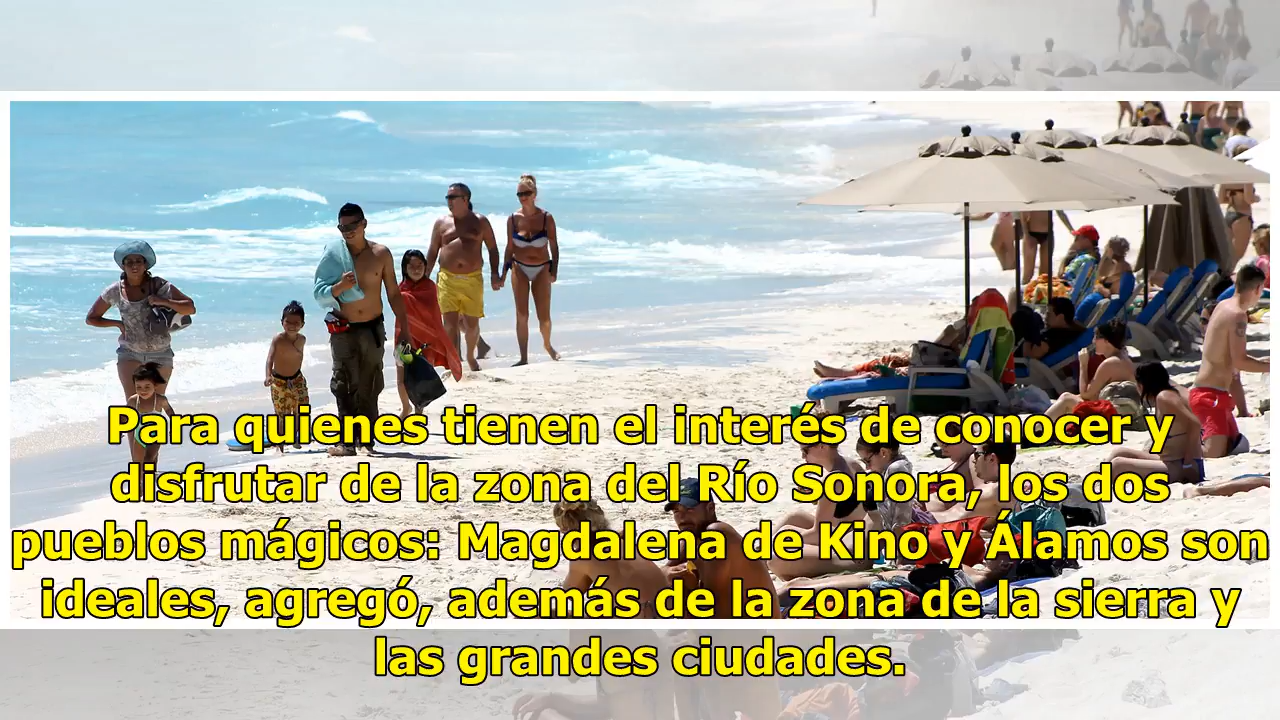 Para quienes tienen el interés de conocer y
disfrutar de la zona del Río Sonora, los dos
pueblos mágicos: Magdalena de Kino y Álamos son
ideales, agregó, además de la zona de la sierra y
las grandes ciudades.